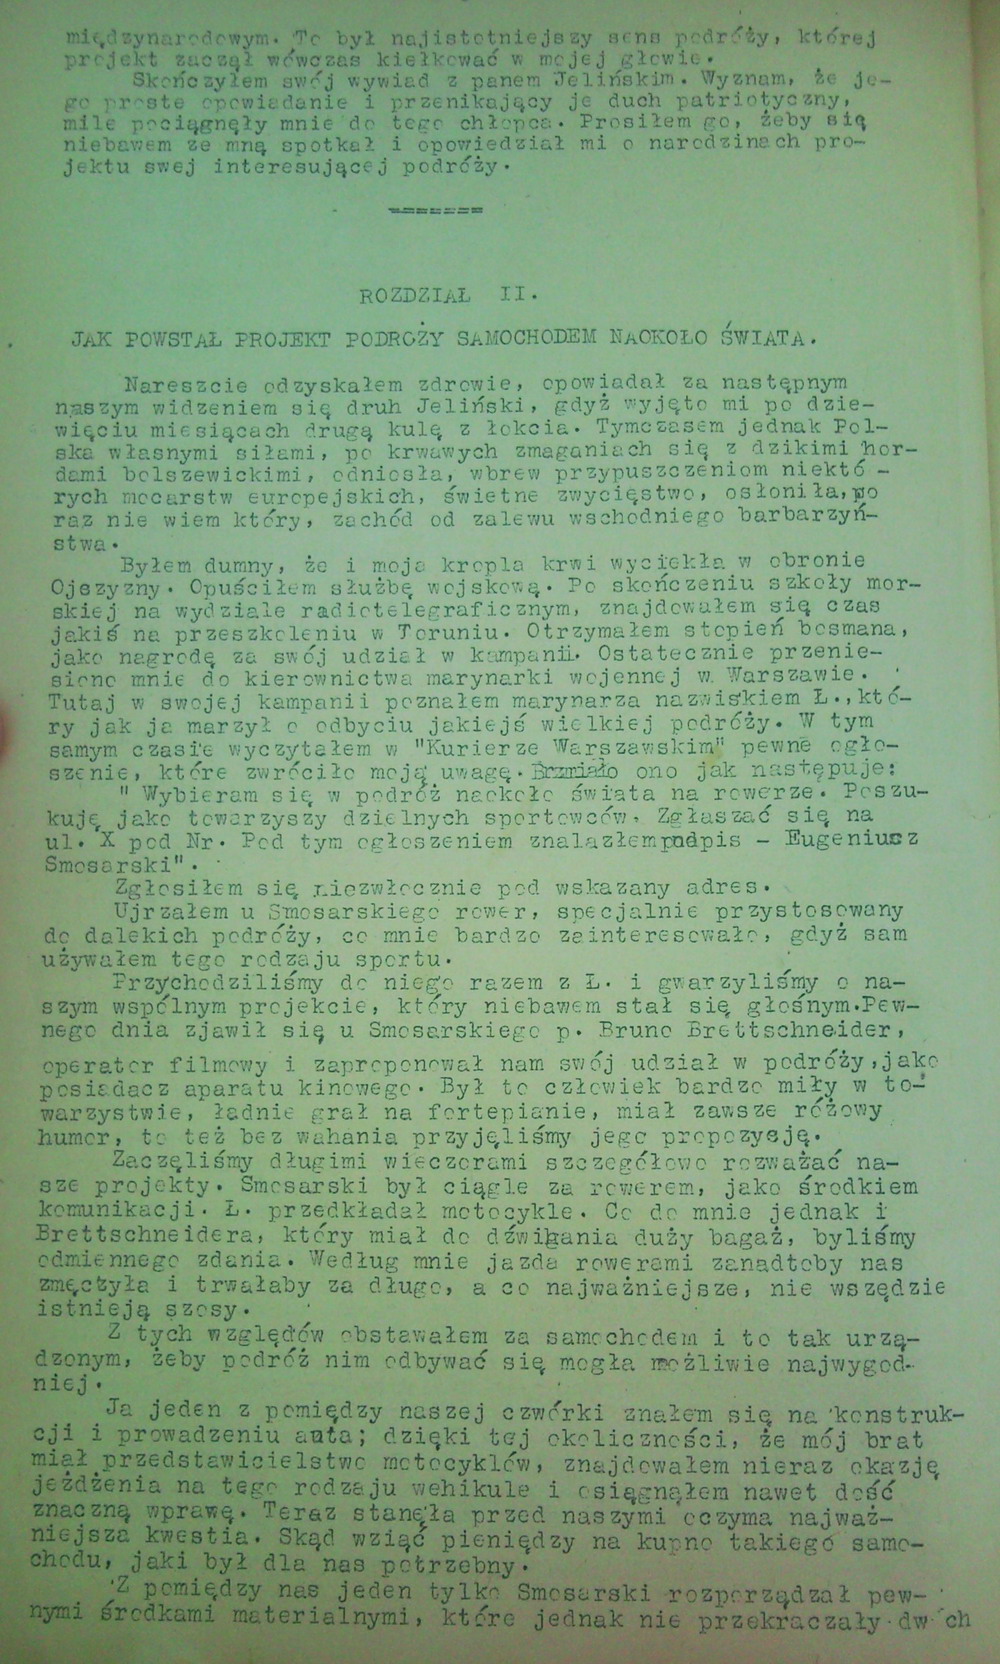 międzynarodowym. To był najistotniejszy sens podróży, której
projekt zaczął wówczas kiełkować w mojej głowie.
Skończyłem swój wywiad z panem Jelińskim. Wyznam, że je-
go proste opowiadanie i przenikający je duch patriotyczny,
mile pociągnęły mnie do tego chłopca. Prosiłem go, żeby się
niebawem ze mną spotkał i opowiedział mi o narodzinach pro-
jektu swej interesującej podróży.
=======
ROZDZIAŁ II.
JAK POWSTAŁ PROJEKT PODRÓŻY SAMOCHODEM NAOKOŁO ŚWIATA.
Nareszcie odzyskałem zdrowie, opowiadał za następnym
naszym widzeniem się druh Jeliński, gdyż wyjęto mi po dzie-
więciu miesiącach drugą kulę z łokcia. Tymczasem jednak Pol-
ska własnymi siłami, po krwawych zmaganiach się z dzikimi hor-
dami bolszewickimi, odniosła, wbrew przypuszczeniom niektó -
rych mocarstw europejskich, świetne zwycięstwo, osłoniła,po
raz nie wiem który, zachód od zalewu wschodniego barbarzyń-
stwa.
Byłem dumny, że i moja kropla krwi wyciekła w obronie
Ojczyzny. Opuściłem służbę wojskową. Po skończeniu szkoły mor-
skiej na wydziale radiotelegraficznym, znajdowałem się czas
jakiś na przeszkoleniu w Toruniu. Otrzymałem stopień bosmana,
jako nagrodę za swój udział w kampanii. Ostatecznie przenie-
siono mnie do kierownictwa marynarki wojennej w Warszawie.
Tutaj w swojej kampanii poznałem marynarza nazwiskiem Ł.,któ-
ry jak ja marzył o odbyciu jakiejś wielkiej podróży. W tym
samym czasie wyczytałem w "Kurierze Warszawskim" pewne ogło-
szenie, które zwróciło moją uwagę. Brzmiało ono jak następuje:
" Wybieram się w podróż naokoło świata na rowerze. Poszu-
kuję jako towarzyszy dzielnych sportowców. Zgłaszać się na
ul. X pod Nr. Pod tym ogłoszeniem znalazłem podpis - Eugeniusz
Smosarski".
Zgłosiłem się niezwłocznie pod wskazany adres.
Ujrzałem u Smosarskiego rower, specjalnie przystosowany
do dalekich podróży, co mnie bardzo zainteresowało, gdyż sam
używałem tego rodzaju sportu.
Przychodziliśmy do niego razem z Ł. i gwarzyliśmy o na-
szym wspólnym projekcie, który niebawem stał się głośnym.Pew-
nego dnia zjawił się u Smosarskiego p. Bruno Brettschneider,
operator filmowy i zaproponował nam swój udział w podróży,jako
posiadacz aparatu kinowego. Był to człowiek bardzo miły w to-
warzystwie, ładnie grał na fortepianie, miał zawsze różowy
humor, to też bez wahania przyjęliśmy jego propozycję.
Zaczęliśmy długimi wieczorami szczegółowo rozważać na-
sze projekty. Smosarski był ciągle za rowerem, jako środkiem
komunikacji. Ł. przedkładał motocykle. Co do mnie jednak i
Brettschneidera, który miał do dźwigania duży bagaż, byliśmy
odmiennego zdania. Według mnie jazda rowerami zanadtoby nas
zmęczyła i trwałaby za długo, a co najważniejsze, nie wszędzie
istnieją szosy.
Z tych względów obstawałem za samochodem i to tak urzą-
dzonym, żeby podróż nim odbywać się mogła możliwie najwygod-
niej.
Ja jeden z pomiędzy naszej czwórki znałem się na konstruk-
cji i prowadzeniu auta; dzięki tej okoliczności, że mój brat
miał przedstawicielstwo motocyklów, znajdowałem nieraz okazję
jeżdżenia na tego rodzaju wehikule i osiągnąłem nawet dość
znaczną wprawę. Teraz stanęła przed naszymi oczyma najważ-
niejsza kwestia. Skąd wziąć pieniędzy na kupno takiego samo-
chodu, jaki był dla nas potrzebny.
Z pomiędzy nas jeden tylko Smosarski rozporządzał pew-
nymi środkami materialnymi, które jednak nie przekraczały dwóch